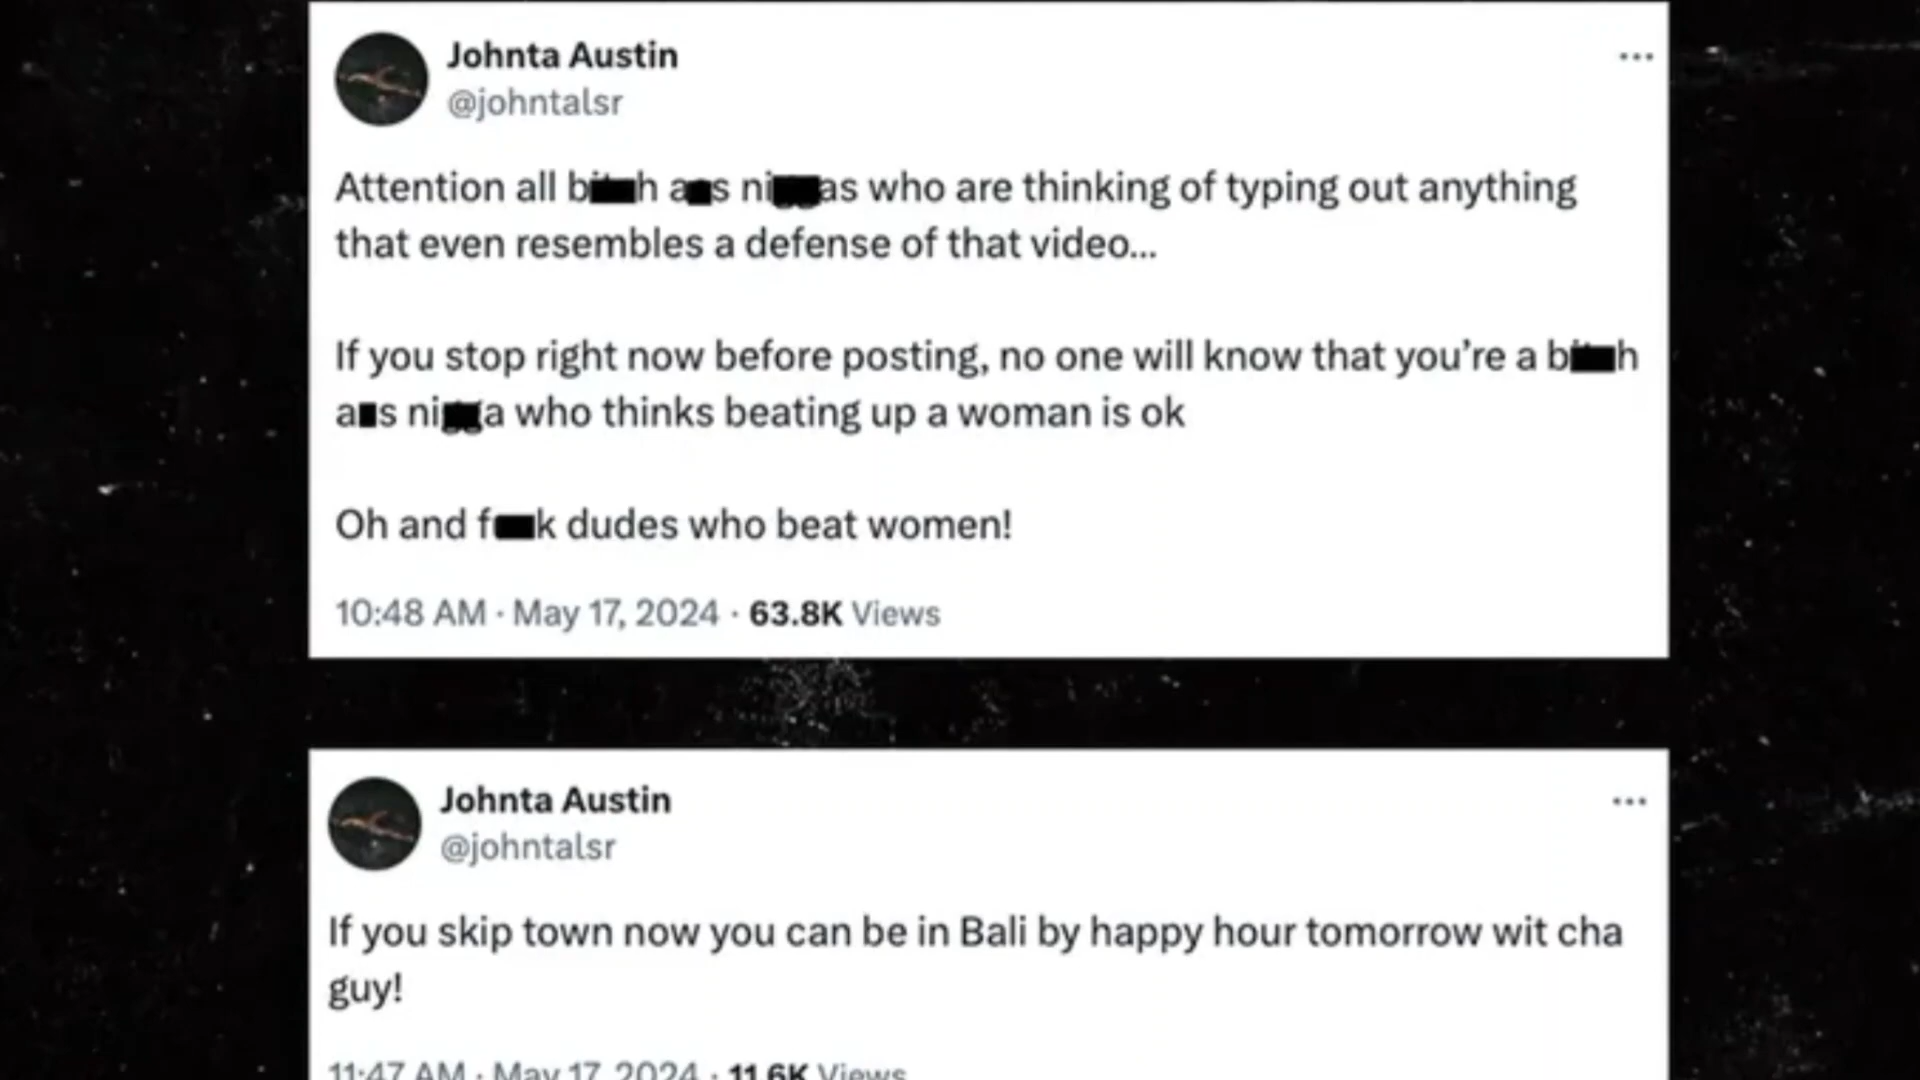 Johnta Austin
@johntalsr
Attention all b██h a█s ni██as who are thinking of typing out anything
that even resembles a defense of that video...
If you stop right now before posting, no one will know that you’re a b██h
a█s ni██a who thinks beating up a woman is ok
Oh and f██k dudes who beat women!
10:48 AM · May 17, 2024 · 63.8K Views
Johnta Austin
@johntalsr
If you skip town now you can be in Bali by happy hour tomorrow wit cha
guy!
11:47 AM · May 17, 2024 · 11.6K Views